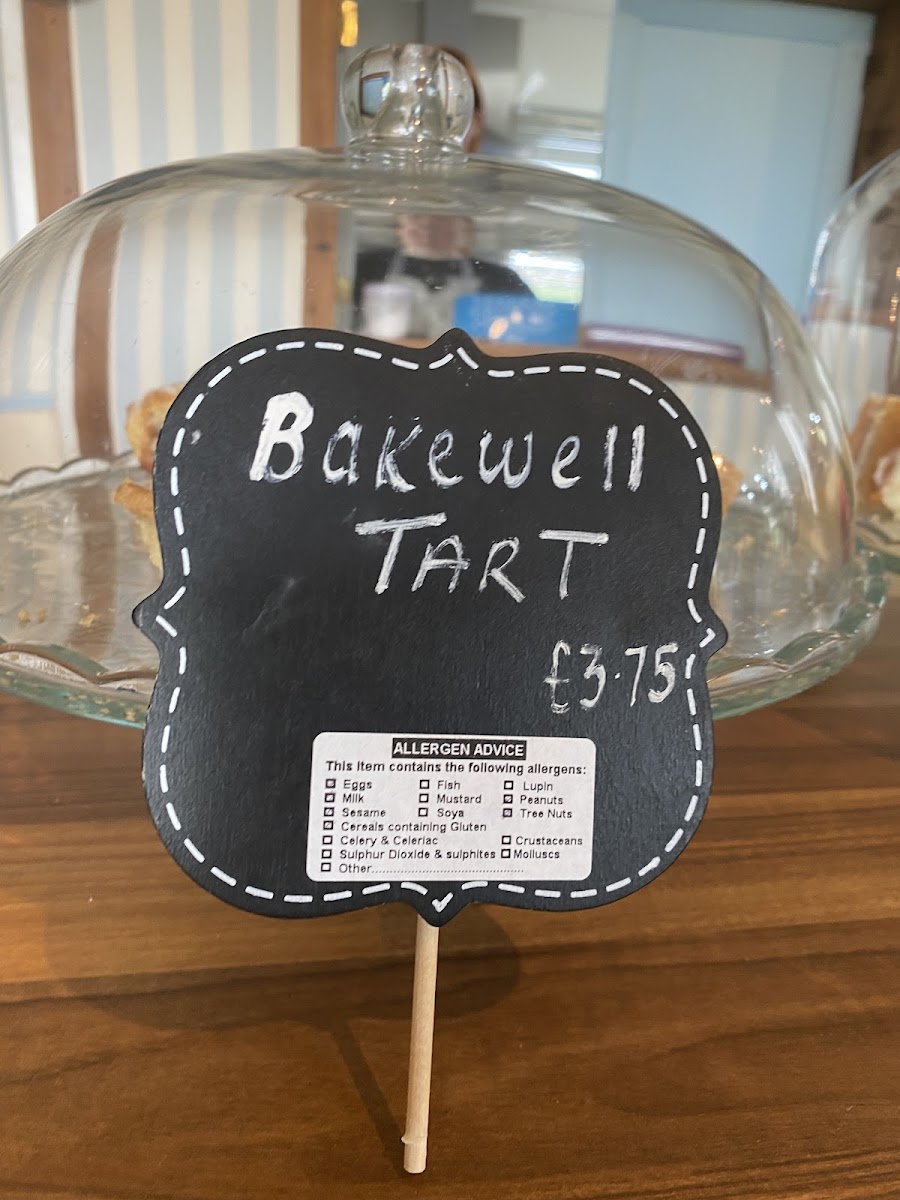 Bakewell
TART
£3.75
ALLERGEN ADVICE
This item contains the following allergens:
Eggs Fish Lupin
Milk Mustard Peanuts
Sesame Soya Tree Nuts
Cereals containing Gluten
Celery & Celeriac Crustaceans
Sulphur Dioxide & sulphites Molluscs
Other........................................